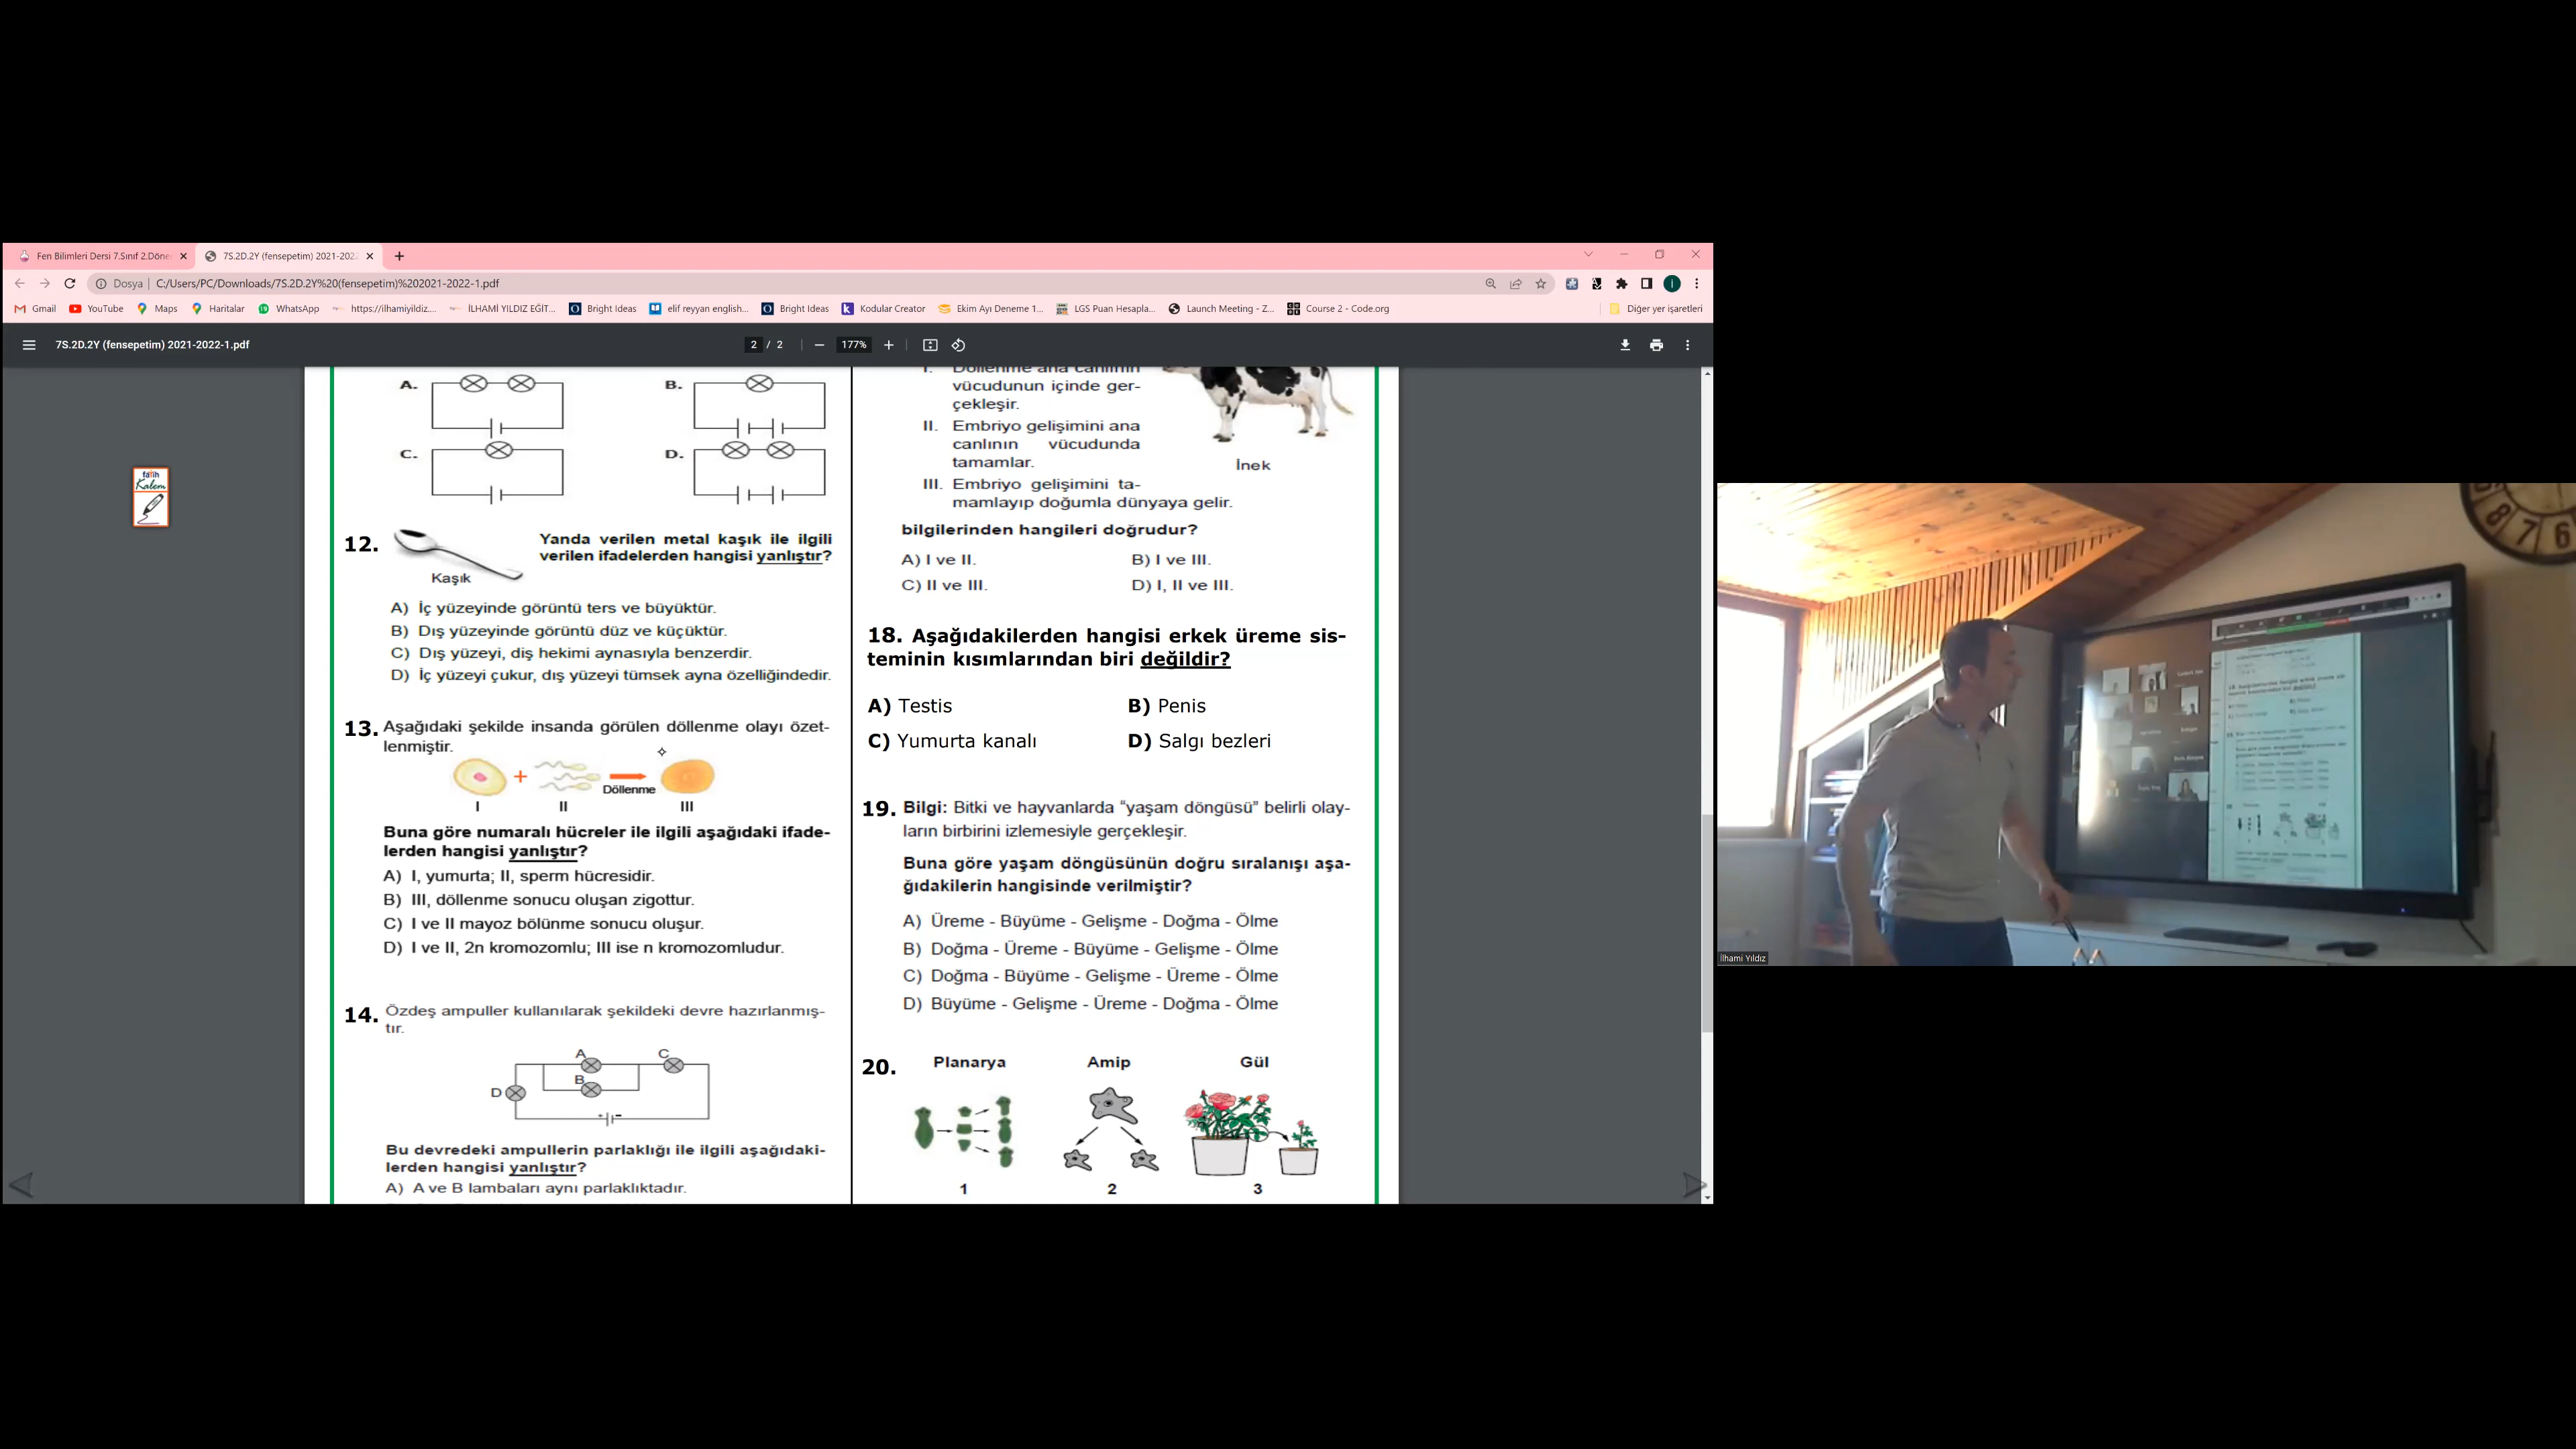 Fen Bilimleri Dersi 7.Sınıf 2.Döne
7S.2D.2Y (fensepetim) 2021-202
Dosya
C:/Users/PC/Downloads/7S.2D.2Y%20(fensepetim)%202021-2022-1.pdf
Gmail
YouTube
Maps
Haritalar
WhatsApp
https://ilhamiyildiz....
İLHAMİ YILDIZ EĞİT...
Bright Ideas
elif reyyan english...
Bright Ideas
Kodular Creator
Ekim Ayı Deneme 1...
LGS Puan Hesapla...
Launch Meeting - Z...
Course 2 - Code.org
Diğer yer işaretleri
7S.2D.2Y (fensepetim) 2021-2022-1.pdf
2 / 2
177%
fatih
Kalem
A.
B.
C.
D.
12.
Yanda verilen metal kaşık ile ilgili
verilen ifadelerden hangisi yanlıştır?
Kaşık
A) İç yüzeyinde görüntü ters ve büyüktür.
B) Dış yüzeyinde görüntü düz ve küçüktür.
C) Dış yüzeyi, diş hekimi aynasıyla benzerdir.
D) İç yüzeyi çukur, dış yüzeyi tümsek ayna özelliğindedir.
13. Aşağıdaki şekilde insanda görülen döllenme olayı özet-
lenmiştir.
+
Döllenme
I
II
III
Buna göre numaralı hücreler ile ilgili aşağıdaki ifade-
lerden hangisi yanlıştır?
A) I, yumurta; II, sperm hücresidir.
B) III, döllenme sonucu oluşan zigottur.
C) I ve II mayoz bölünme sonucu oluşur.
D) I ve II, 2n kromozomlu; III ise n kromozomludur.
14. Özdeş ampuller kullanılarak şekildeki devre hazırlanmış-
tır.
A
C
B
D
+ -
Bu devredeki ampullerin parlaklığı ile ilgili aşağıdaki-
lerden hangisi yanlıştır?
A) A ve B lambaları aynı parlaklıktadır.
I. Döllenme ana canlının
vücudunun içinde ger-
çekleşir.
II. Embriyo gelişimini ana
canlının vücudunda
tamamlar.
İnek
III. Embriyo gelişimini ta-
mamlayıp doğumla dünyaya gelir.
bilgilerinden hangileri doğrudur?
A) I ve II.
B) I ve III.
C) II ve III.
D) I, II ve III.
18. Aşağıdakilerden hangisi erkek üreme sis-
teminin kısımlarından biri değildir?
A) Testis
B) Penis
C) Yumurta kanalı
D) Salgı bezleri
19. Bilgi: Bitki ve hayvanlarda "yaşam döngüsü" belirli olay-
ların birbirini izlemesiyle gerçekleşir.
Buna göre yaşam döngüsünün doğru sıralanışı aşa-
ğıdakilerin hangisinde verilmiştir?
A) Üreme - Büyüme - Gelişme - Doğma - Ölme
B) Doğma - Üreme - Büyüme - Gelişme - Ölme
C) Doğma - Büyüme - Gelişme - Üreme - Ölme
D) Büyüme - Gelişme - Üreme - Doğma - Ölme
20.
Planarya
Amip
Gül
1
2
3
8 7 6
İlhami Yıldız